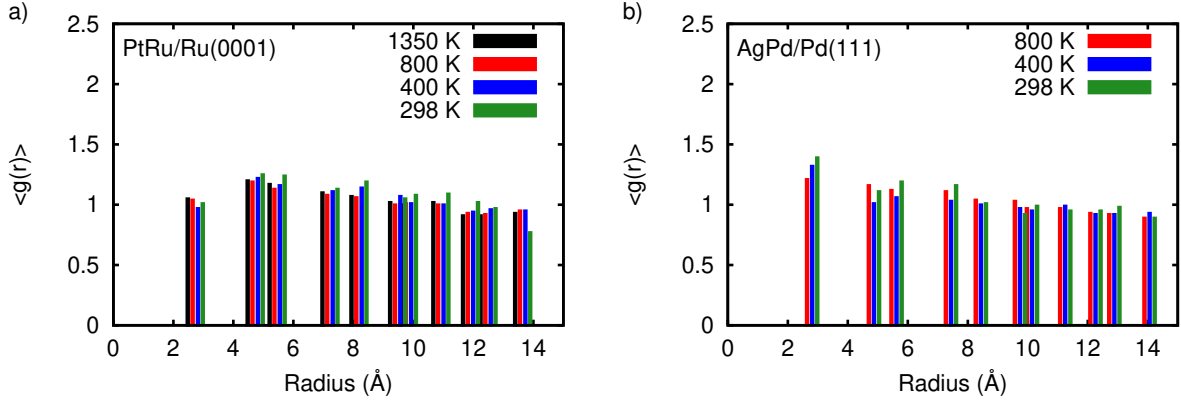 a)
PtRu/Ru(0001)
1350 K
800 K
400 K
298 K
2.5
2
1.5
1
0.5
0
<g(r)>
0 2 4 6 8 10 12 14
Radius (Å)
b)
AgPd/Pd(111)
800 K
400 K
298 K
2.5
2
1.5
1
0.5
0
<g(r)>
0 2 4 6 8 10 12 14
Radius (Å)